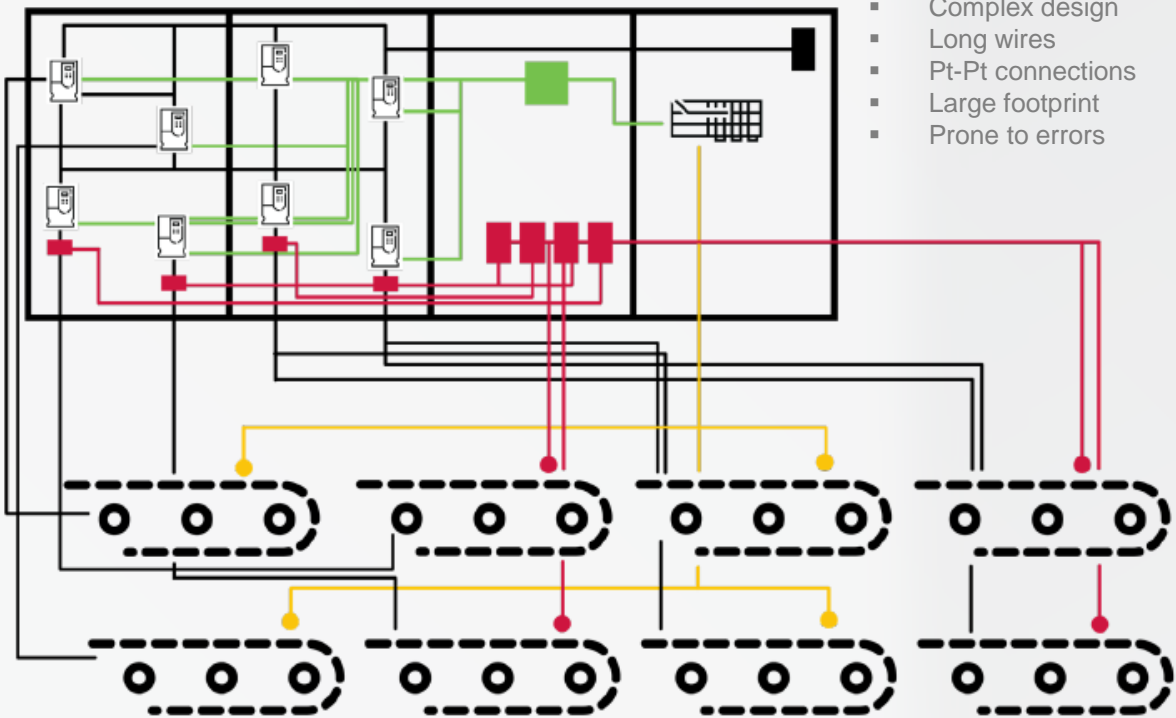 ▪ Complex design
▪ Long wires
▪ Pt-Pt connections
▪ Large footprint
▪ Prone to errors